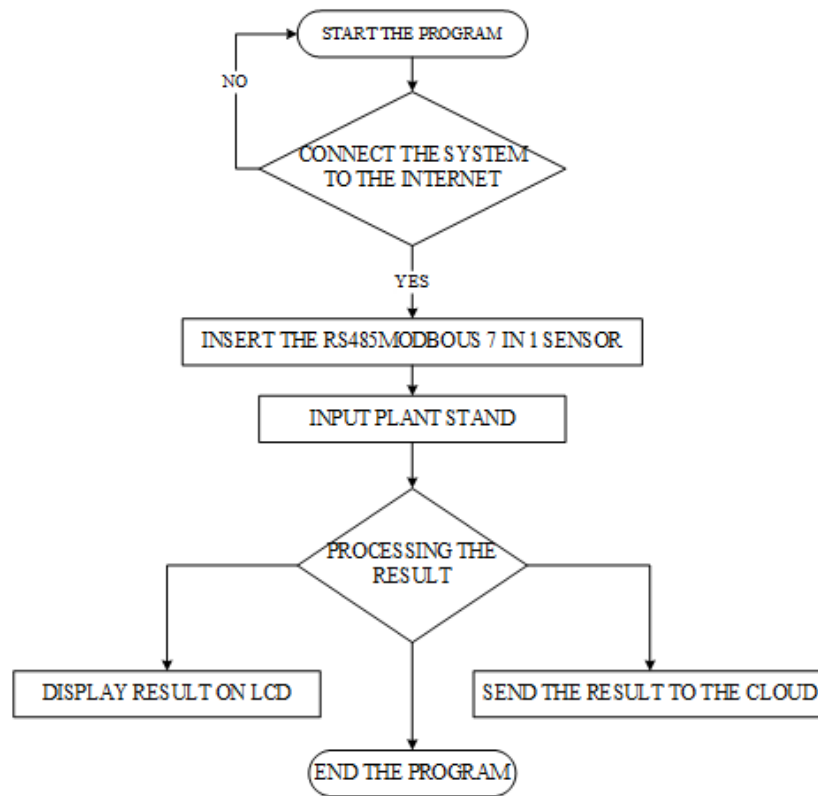 START THE PROGRAM
NO
CONNECT THE SYSTEM
TO THE INTERNET
YES
INSERT THE RS485MODBOUS 7 IN 1 SENSOR
INPUT PLANT STAND
PROCESSING THE
RESULT
DISPLAY RESULT ON LCD
SEND THE RESULT TO THE CLOUD
END THE PROGRAM